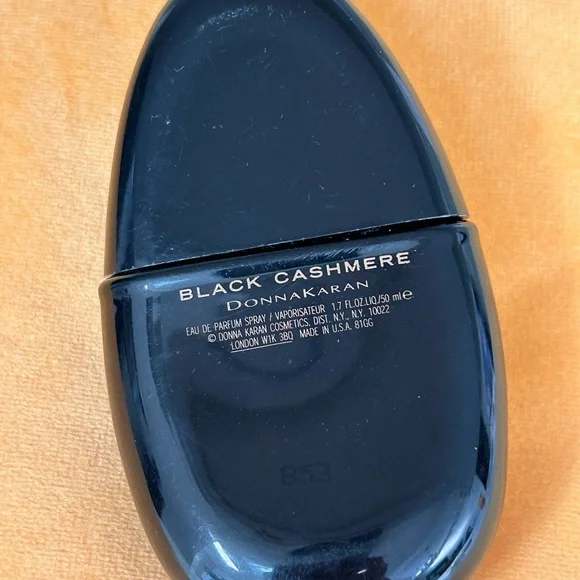 BLACK CASHMERE
DONNAKARAN
EAU DE PARFUM SPRAY / VAPORISATEUR 1.7 FL.OZ.LIQ/50 ml ℮
© DONNA KARAN COSMETICS, DIST. N.Y., N.Y. 10022
LONDON W1K 3BQ MADE IN U.S.A. 81GG
B53